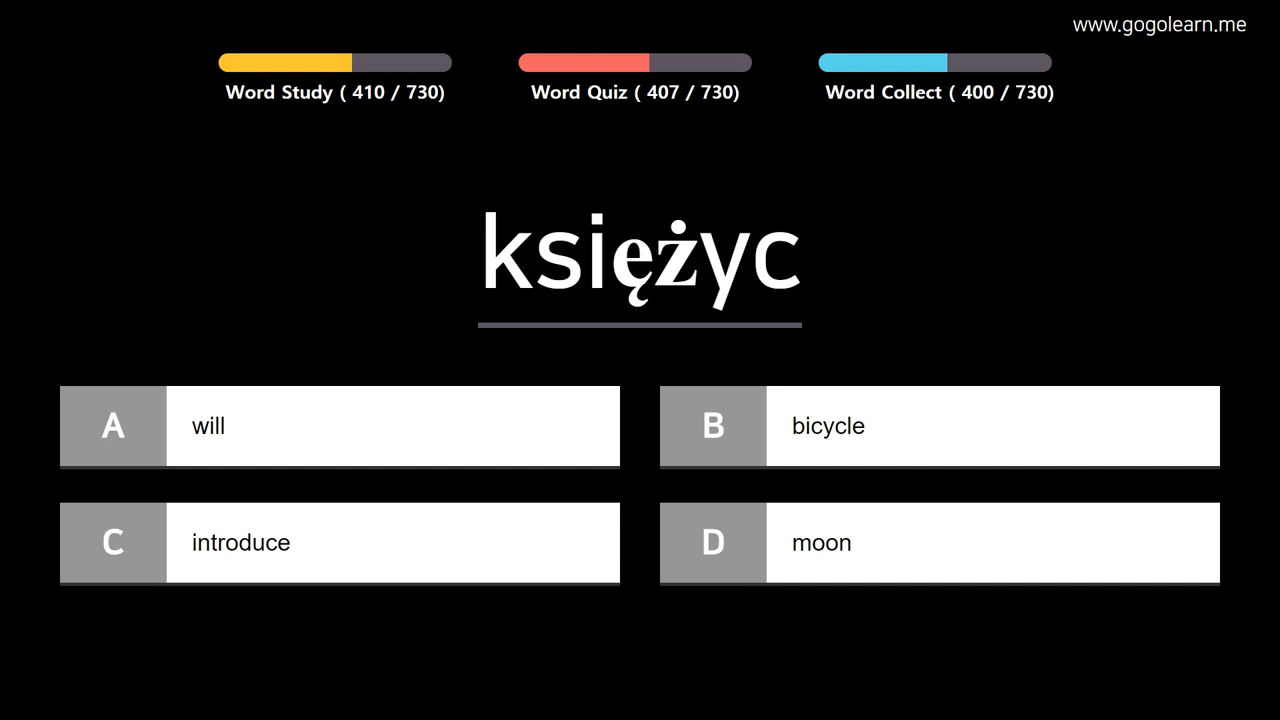 www.gogolearn.me
Word Study ( 410 / 730)
Word Quiz ( 407 / 730)
Word Collect ( 400 / 730)
księżyc
A will
B bicycle
C introduce
D moon